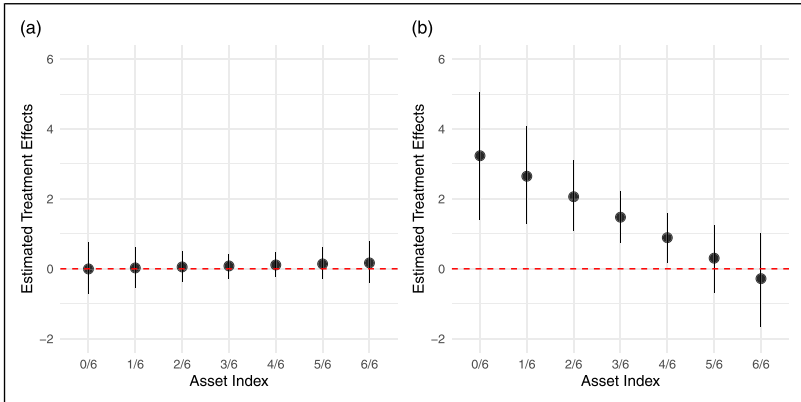 (a)
Estimated Treatment Effects
6
4
2
0
−2
0/6 1/6 2/6 3/6 4/6 5/6 6/6
Asset Index
(b)
Estimated Treatment Effects
6
4
2
0
−2
0/6 1/6 2/6 3/6 4/6 5/6 6/6
Asset Index